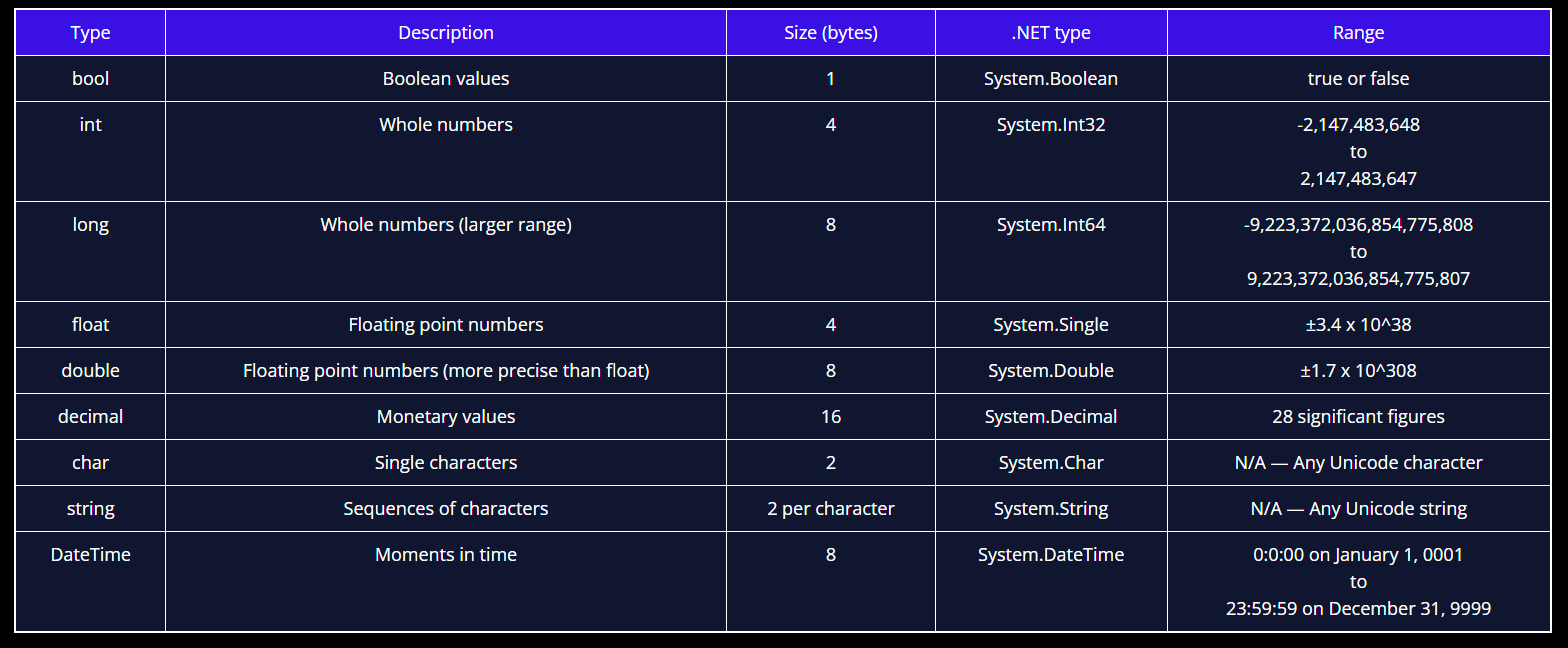 Type Description Size (bytes) .NET type Range
bool Boolean values 1 System.Boolean true or false
int Whole numbers 4 System.Int32 -2,147,483,648
to
2,147,483,647
long Whole numbers (larger range) 8 System.Int64 -9,223,372,036,854,775,808
to
9,223,372,036,854,775,807
float Floating point numbers 4 System.Single ±3.4 x 10^38
double Floating point numbers (more precise than float) 8 System.Double ±1.7 x 10^308
decimal Monetary values 16 System.Decimal 28 significant figures
char Single characters 2 System.Char N/A — Any Unicode character
string Sequences of characters 2 per character System.String N/A — Any Unicode string
DateTime Moments in time 8 System.DateTime 0:0:00 on January 1, 0001
to
23:59:59 on December 31, 9999